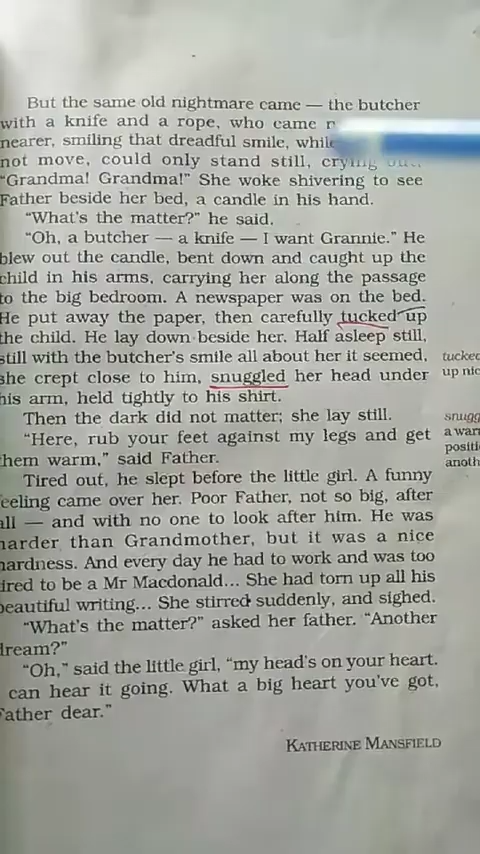 But the same old nightmare came — the butcher
with a knife and a rope, who came
nearer, smiling that dreadful smile,
not move, could only stand still, crying
“Grandma! Grandma!” She woke shivering to see
Father beside her bed, a candle in his hand.
“What's the matter?” he said.
“Oh, a butcher — a knife — I want Grannie.” He
blew out the candle, bent down and caught up the
child in his arms, carrying her along the passage
to the big bedroom. A newspaper was on the bed.
He put away the paper, then carefully tucked up
the child. He lay down beside her. Half asleep still,
still with the butcher's smile all about her it seemed,
she crept close to him, snuggled her head under
his arm, held tightly to his shirt.
Then the dark did not matter; she lay still.
“Here, rub your feet against my legs and get
them warm,” said Father.
Tired out, he slept before the little girl. A funny
feeling came over her. Poor Father, not so big, after
all — and with no one to look after him. He was
harder than Grandmother, but it was a nice
hardness. And every day he had to work and was too
tired to be a Mr Macdonald... She had torn up all his
beautiful writing... She stirred suddenly, and sighed.
“What's the matter?” asked her father. “Another
dream?”
“Oh,” said the little girl, “my head's on your heart.
can hear it going. What a big heart you've got,
Father dear.”
KATHERINE MANSFIELD
tucked
up
a